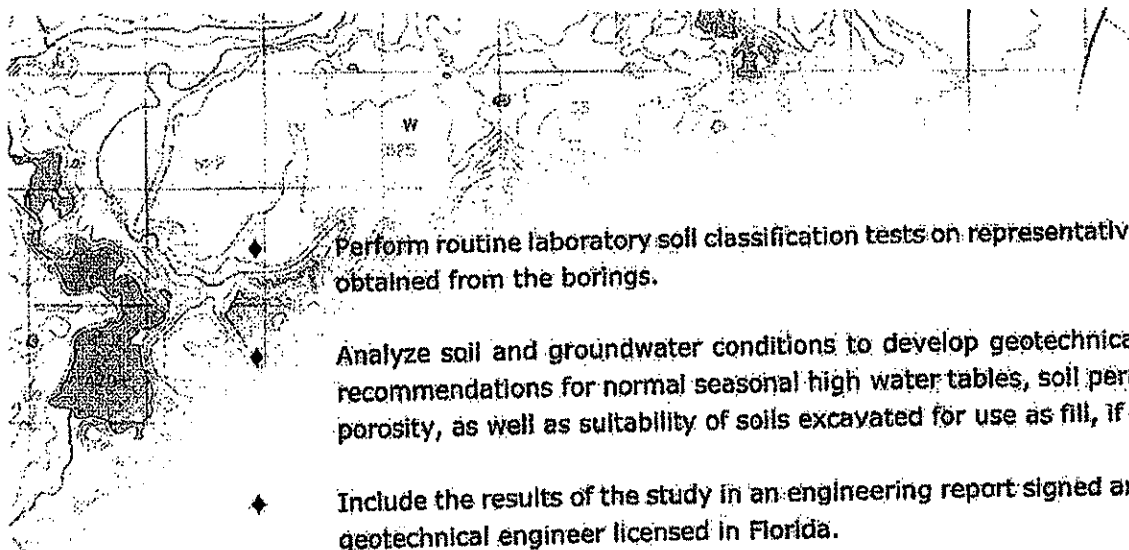 W
◆ Perform routine laboratory soil classification tests on representativ
obtained from the borings.
◆ Analyze soil and groundwater conditions to develop geotechnica
recommendations for normal seasonal high water tables, soil per
porosity, as well as suitability of soils excavated for use as fill, if
◆ Include the results of the study in an engineering report signed a
geotechnical engineer licensed in Florida.